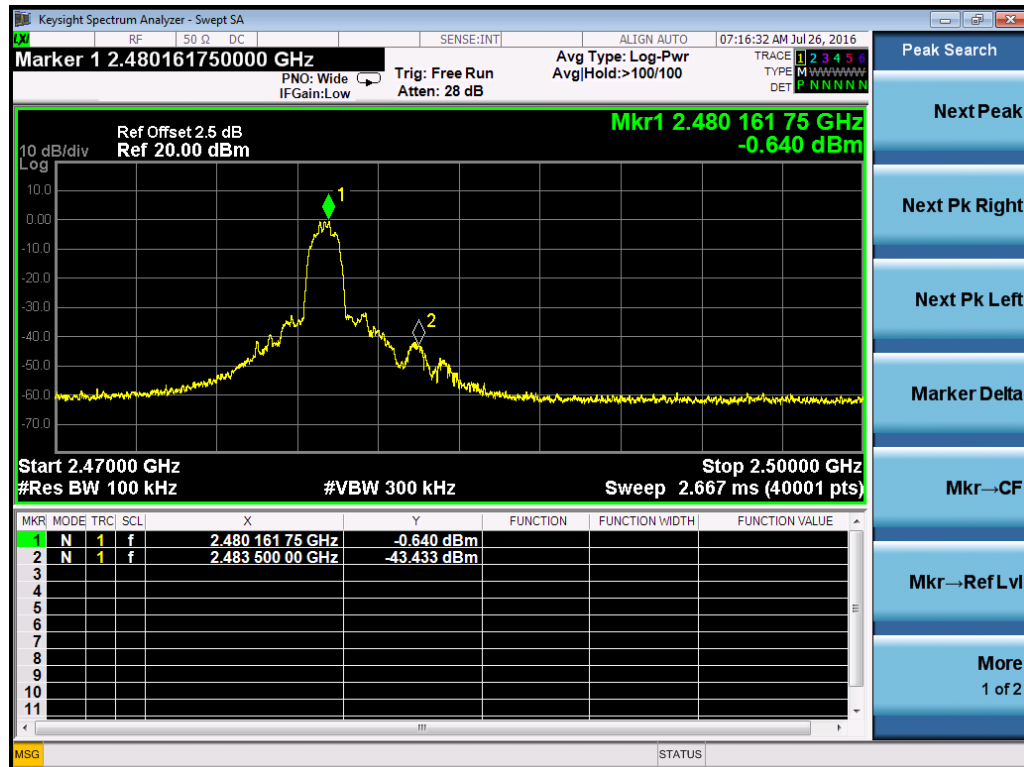 Keysight Spectrum Analyzer - Swept SA
LXI RF 50 Ω DC SENSE:INT ALIGN AUTO 07:16:32 AM Jul 26, 2016
Marker 1 2.480161750000 GHz
PNO: Wide
IFGain:Low
Trig: Free Run
Atten: 28 dB
Avg Type: Log-Pwr
Avg|Hold:>100/100
TRACE 1 2 3 4 5 6
TYPE M W W W W W
DET P N N N N N
Peak Search
Next Peak
Next Pk Right
Next Pk Left
Marker Delta
Mkr→CF
Mkr→Ref Lvl
More
1 of 2
Mkr1 2.480 161 75 GHz
-0.640 dBm
Ref Offset 2.5 dB
10 dB/div Ref 20.00 dBm
Log
10.0
0.00
-10.0
-20.0
-30.0
-40.0
-50.0
-60.0
-70.0
1
2
Start 2.47000 GHz Stop 2.50000 GHz
#Res BW 100 kHz #VBW 300 kHz Sweep 2.667 ms (40001 pts)
MKR MODE TRC SCL X Y FUNCTION FUNCTION WIDTH FUNCTION VALUE
1 N 1 f 2.480 161 75 GHz -0.640 dBm
2 N 1 f 2.483 500 00 GHz -43.433 dBm
3
4
5
6
7
8
9
10
11
MSG STATUS